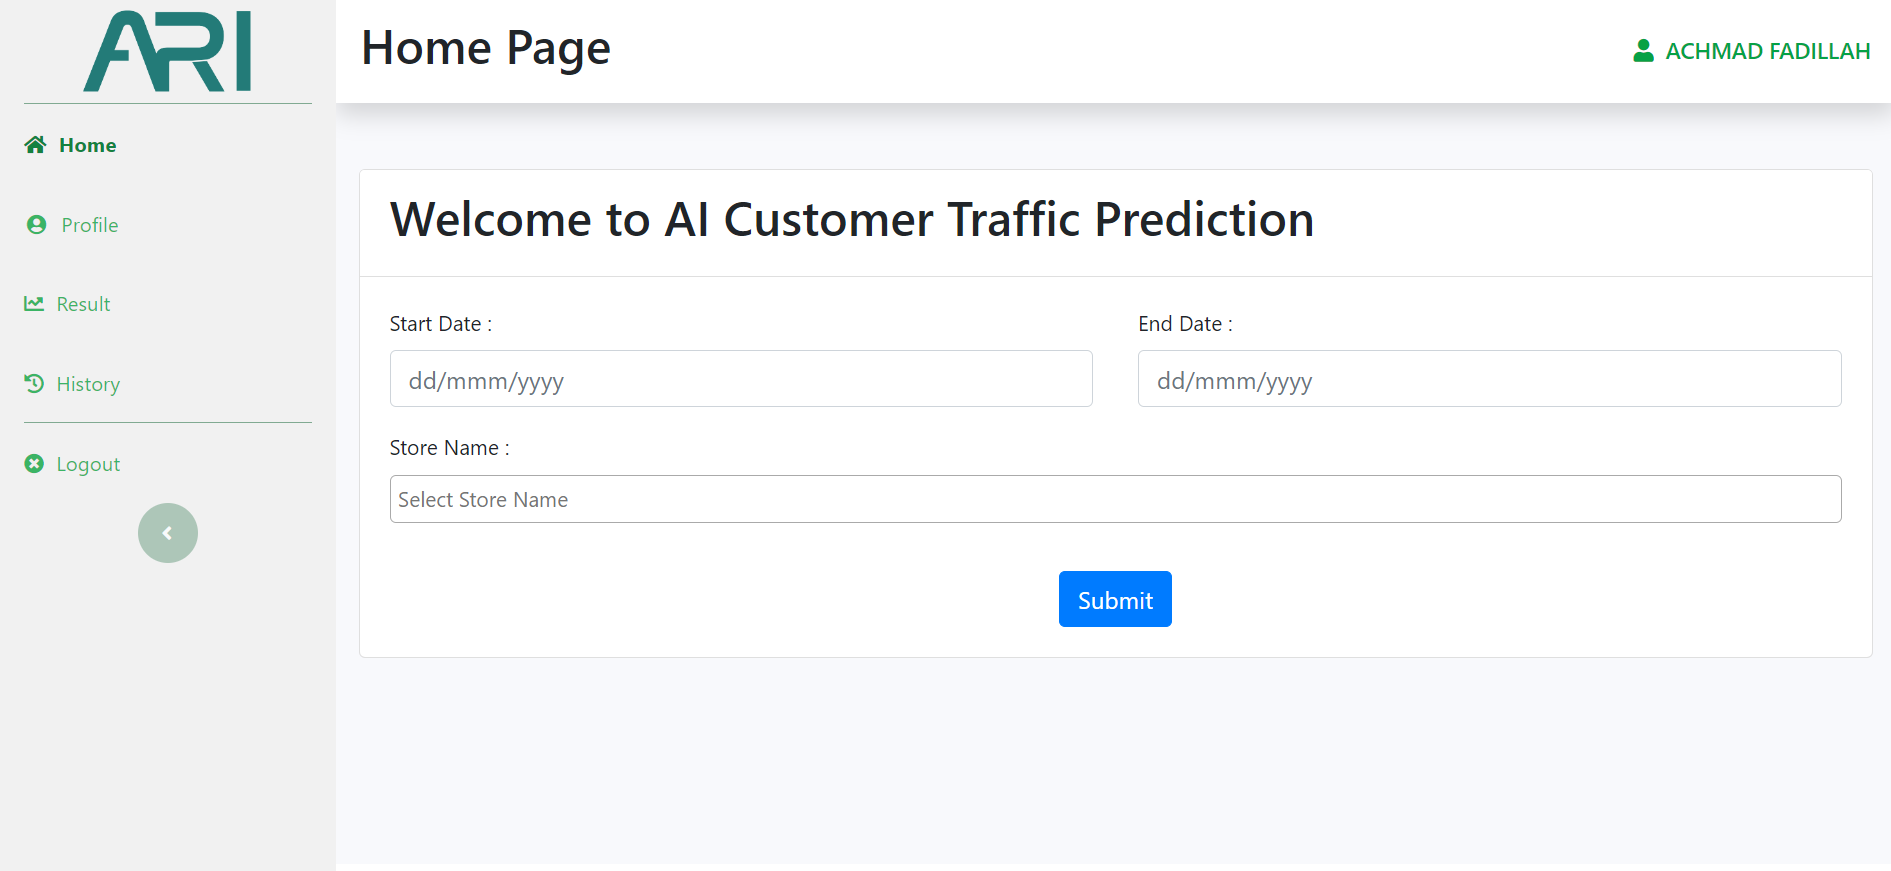 ARI
Home
Profile
Result
History
Logout
Home Page
ACHMAD FADILLAH
Welcome to AI Customer Traffic Prediction
Start Date :
End Date :
dd/mmm/yyyy
dd/mmm/yyyy
Store Name :
Select Store Name
Submit